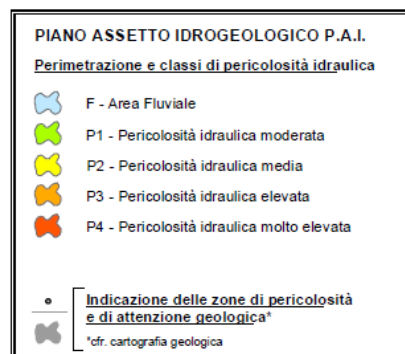 PIANO ASSETTO IDROGEOLOGICO P.A.I.
Perimetrazione e classi di pericolosità idraulica
F - Area Fluviale
P1 - Pericolosità idraulica moderata
P2 - Pericolosità idraulica media
P3 - Pericolosità idraulica elevata
P4 - Pericolosità idraulica molto elevata
Indicazione delle zone di pericolosità
e di attenzione geologica*
*cfr. cartografia geologica